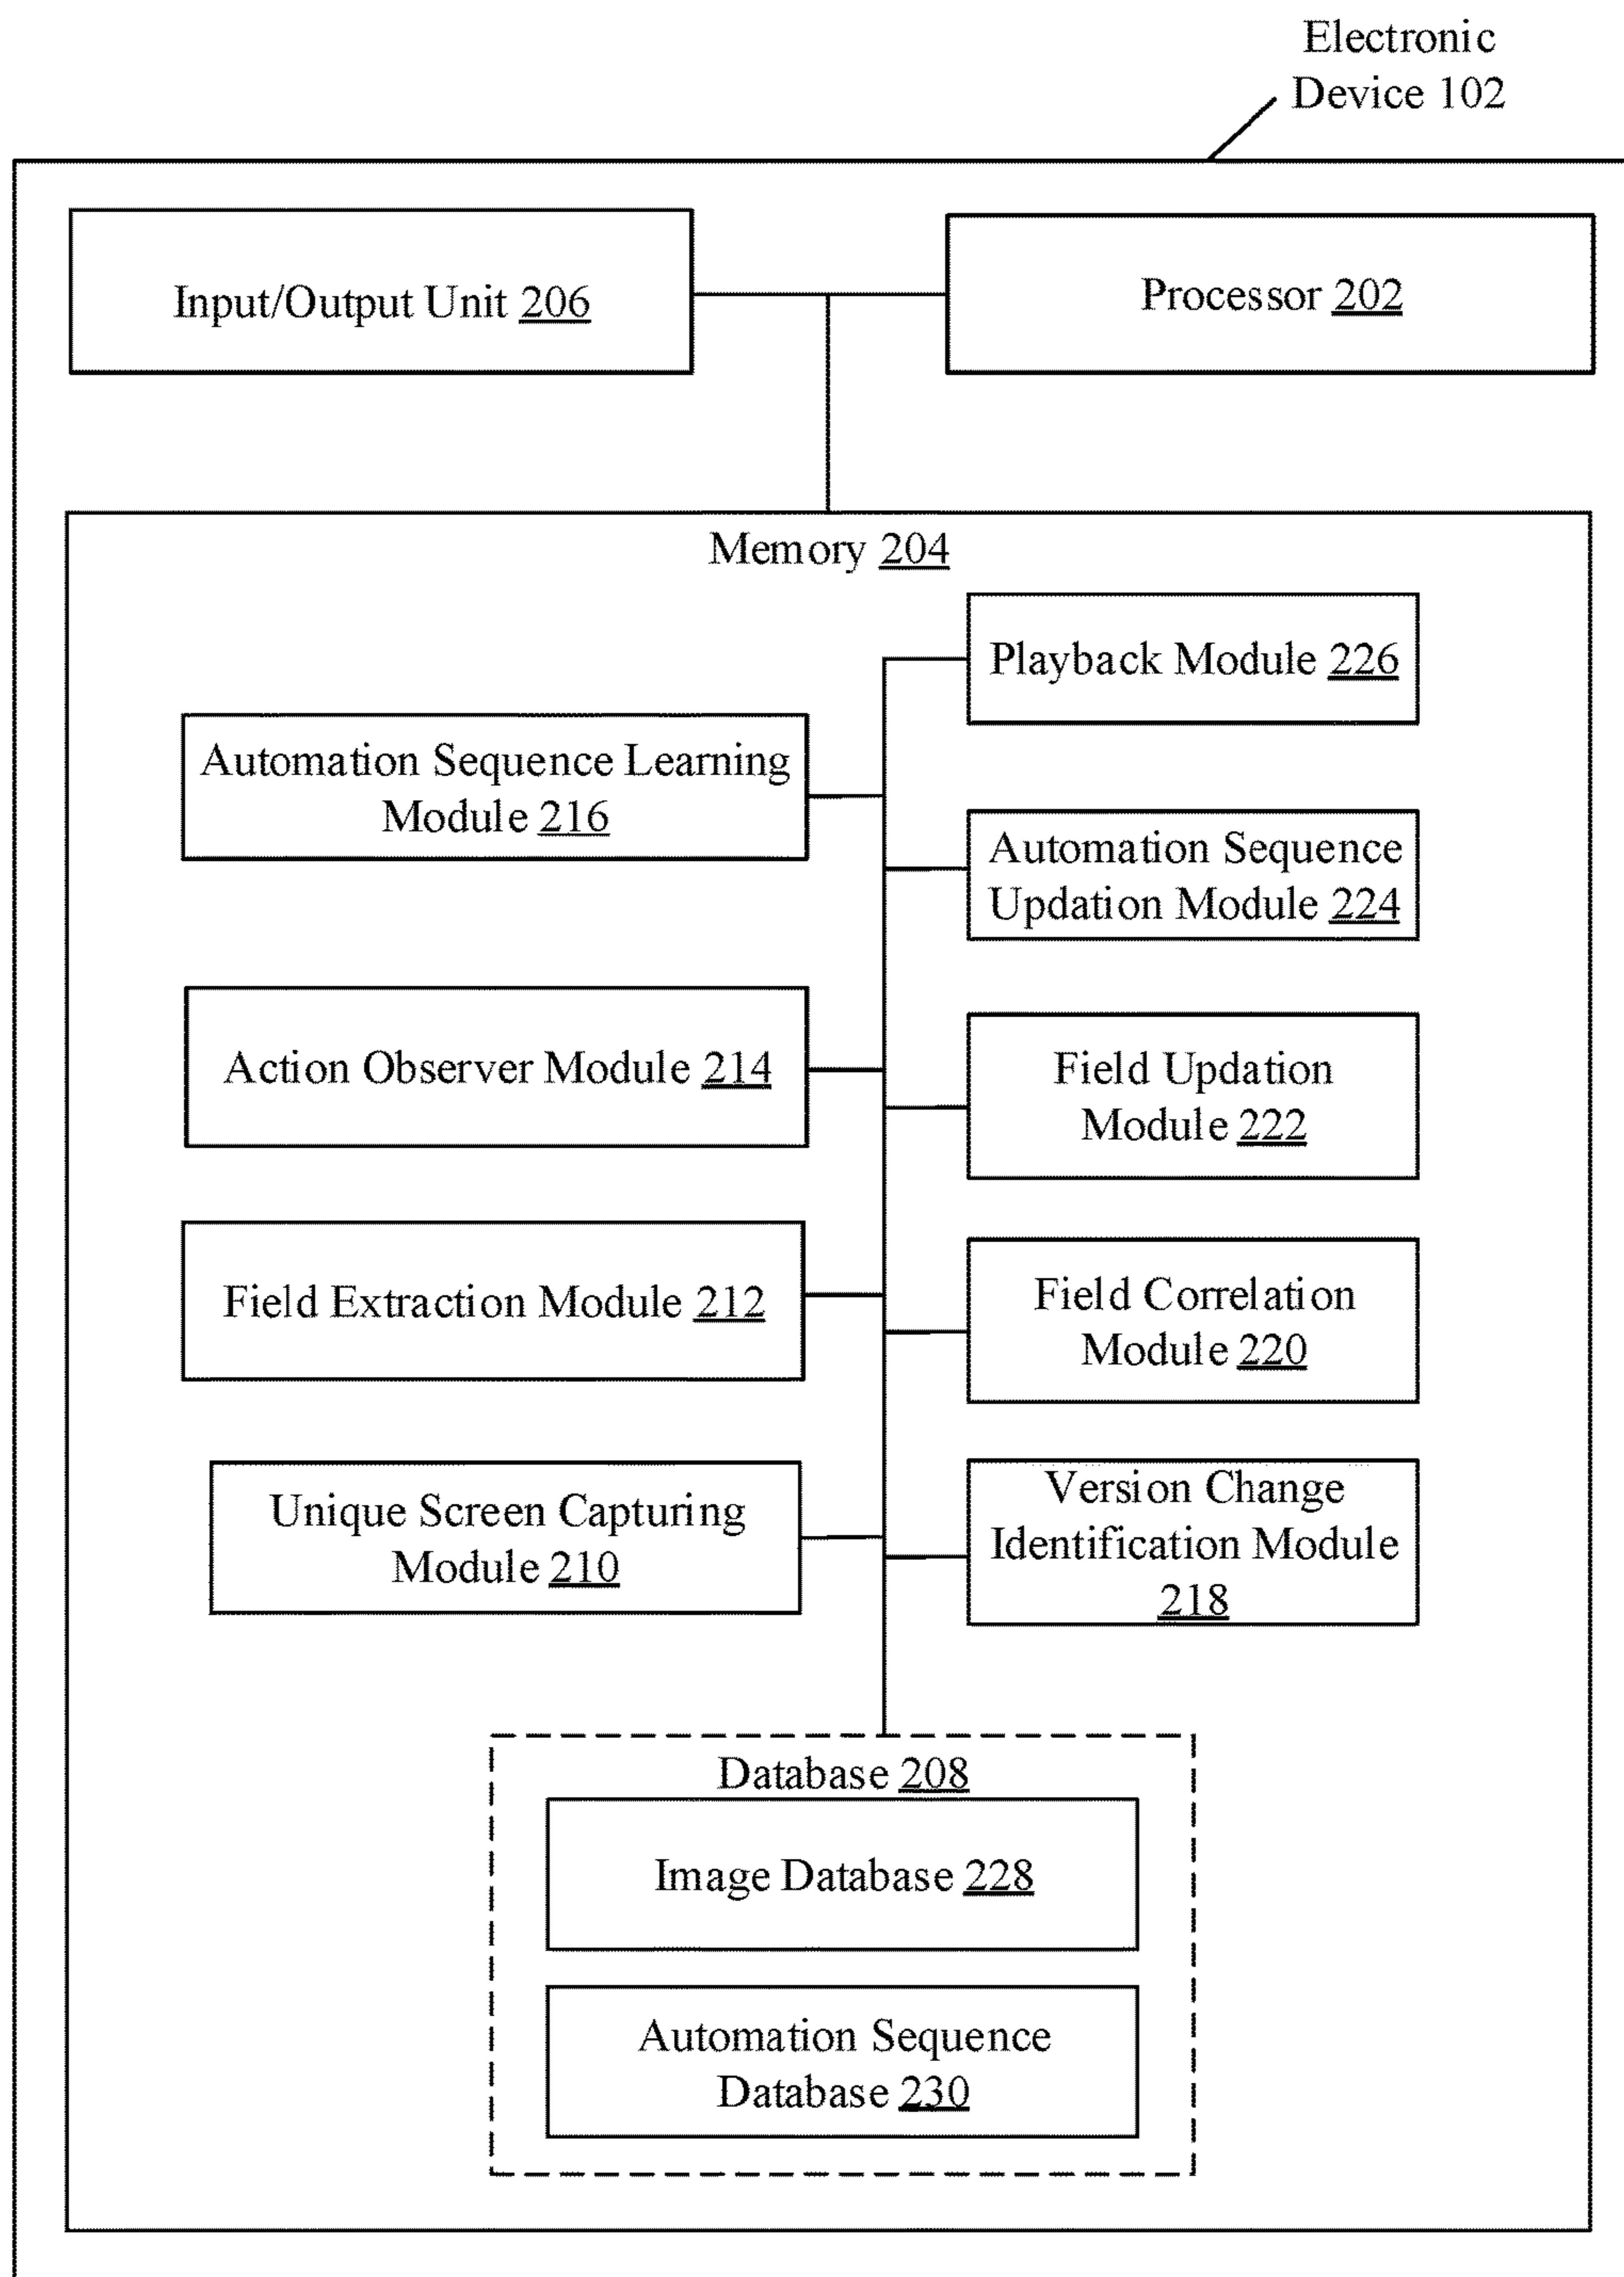 Electronic
Device 102
Input/Output Unit 206
Processor 202
Memory 204
Playback Module 226
Automation Sequence Learning
Module 216
Automation Sequence
Updation Module 224
Action Observer Module 214
Field Updation
Module 222
Field Extraction Module 212
Field Correlation
Module 220
Unique Screen Capturing
Module 210
Version Change
Identification Module
218
Database 208
Image Database 228
Automation Sequence
Database 230